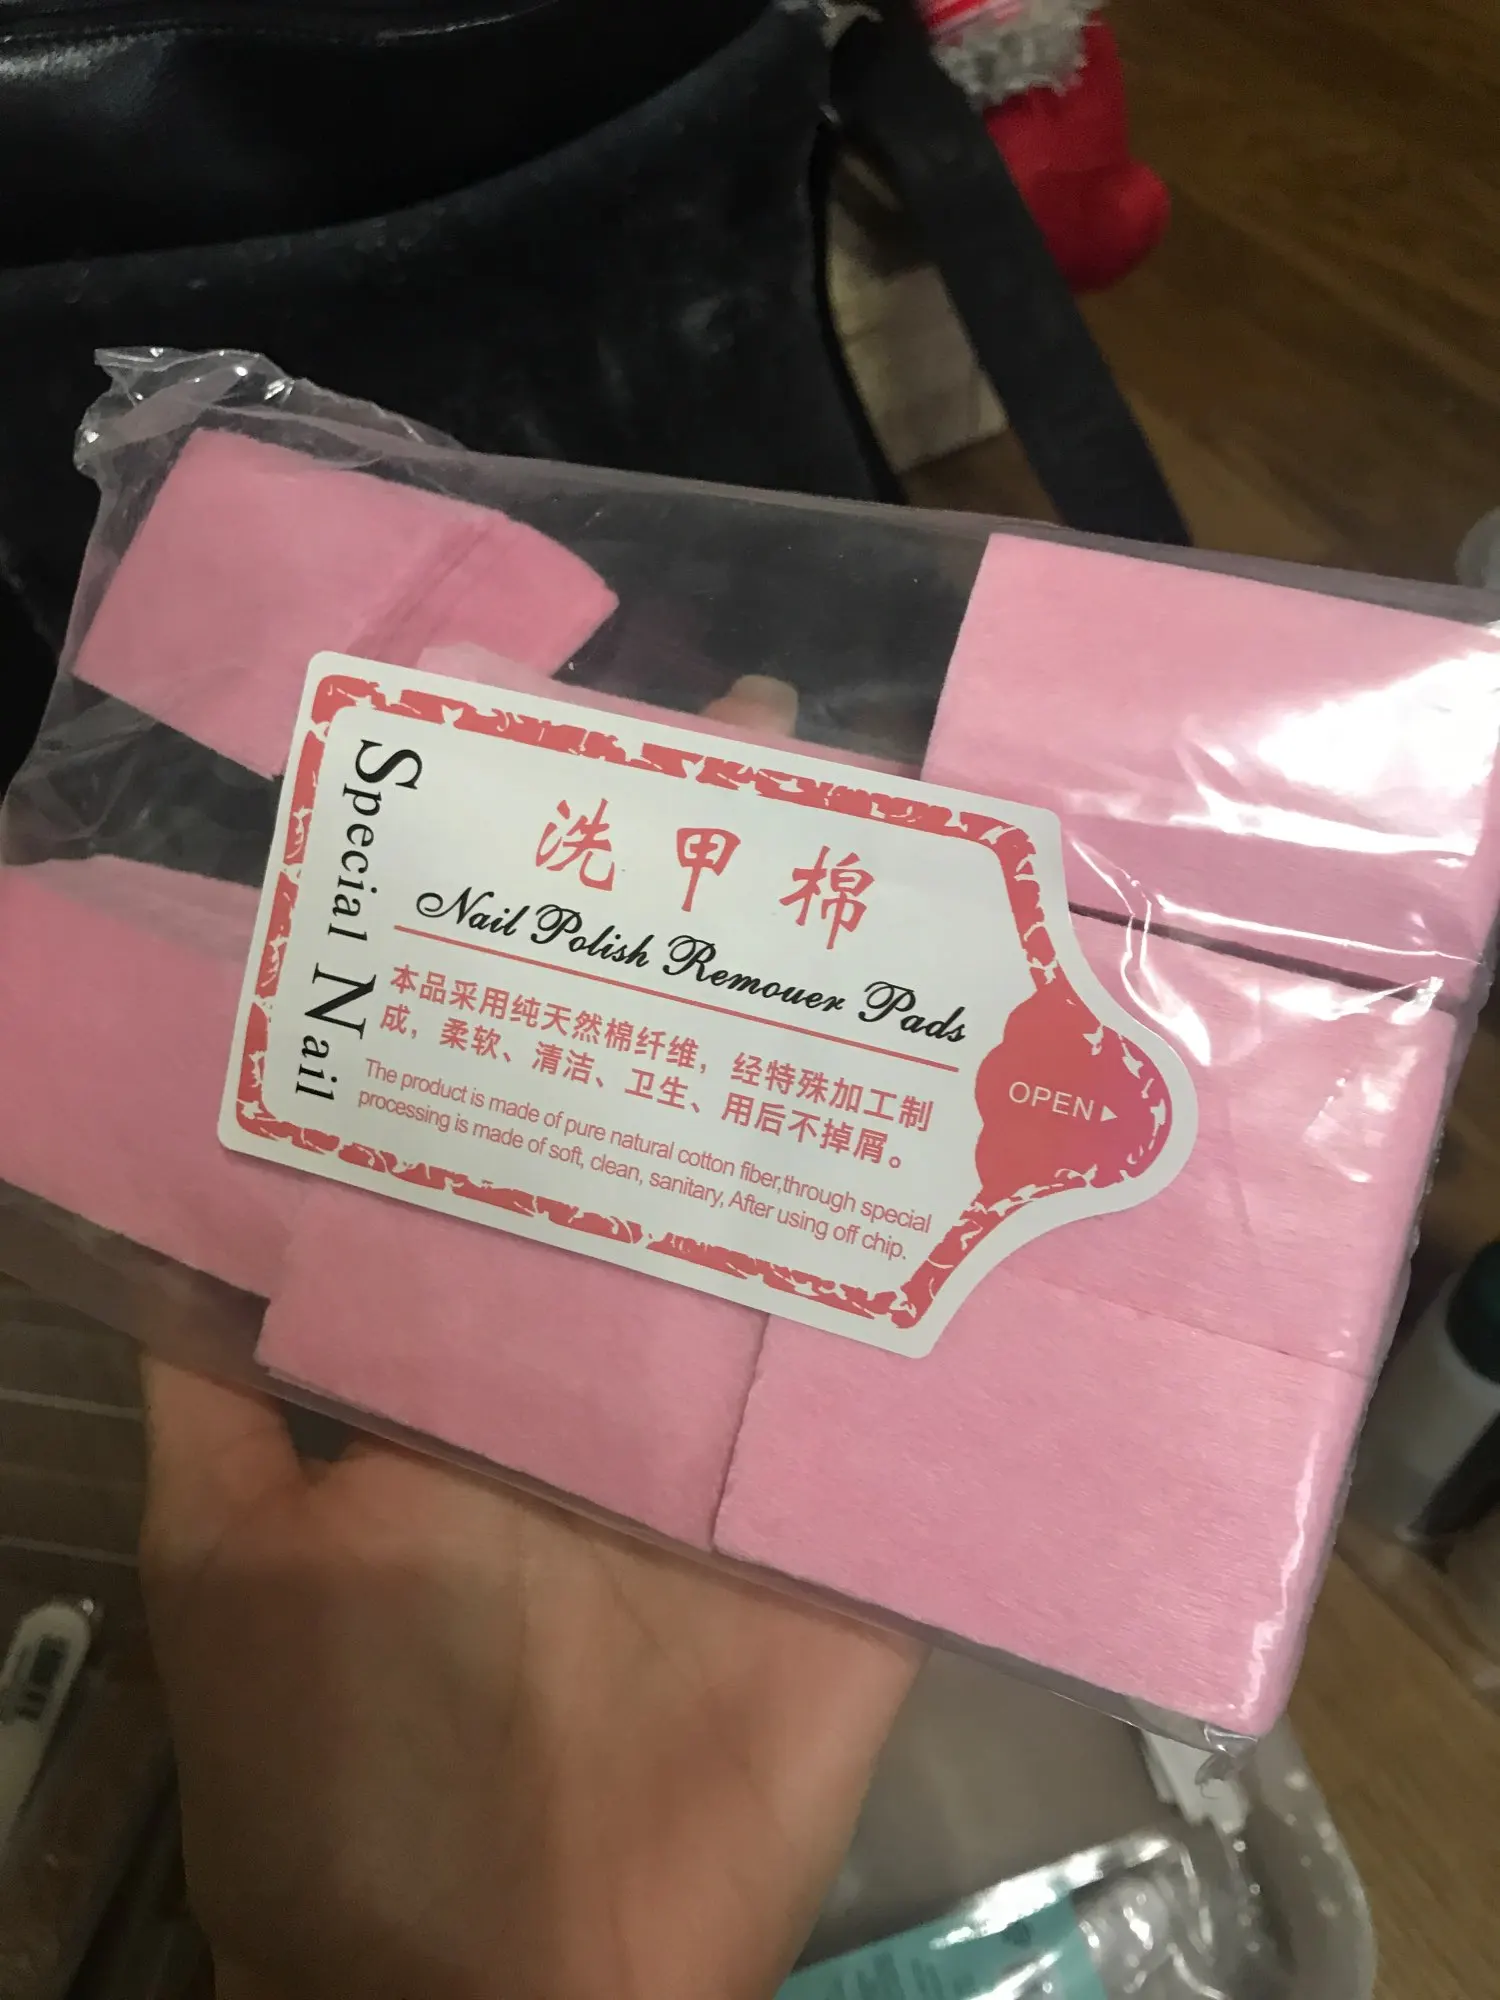 Special Nail
洗甲棉
Nail Polish Remouer Pads
本品采用纯天然棉纤维，经特殊加工制
成，柔软、清洁、卫生、用后不掉屑。
The product is made of pure natural cotton fiber,through special
processing is made of soft, clean, sanitary, After using off chip.
OPEN